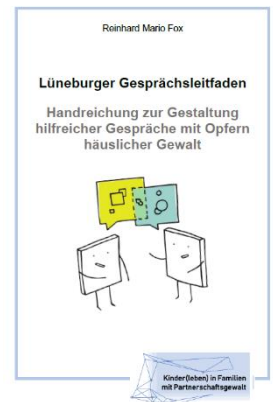 Reinhard Mario Fox
Lüneburger Gesprächsleitfaden
Handreichung zur Gestaltung
hilfreicher Gespräche mit Opfern
häuslicher Gewalt
Kinder(leben) in Familien
mit Partnerschaftsgewalt